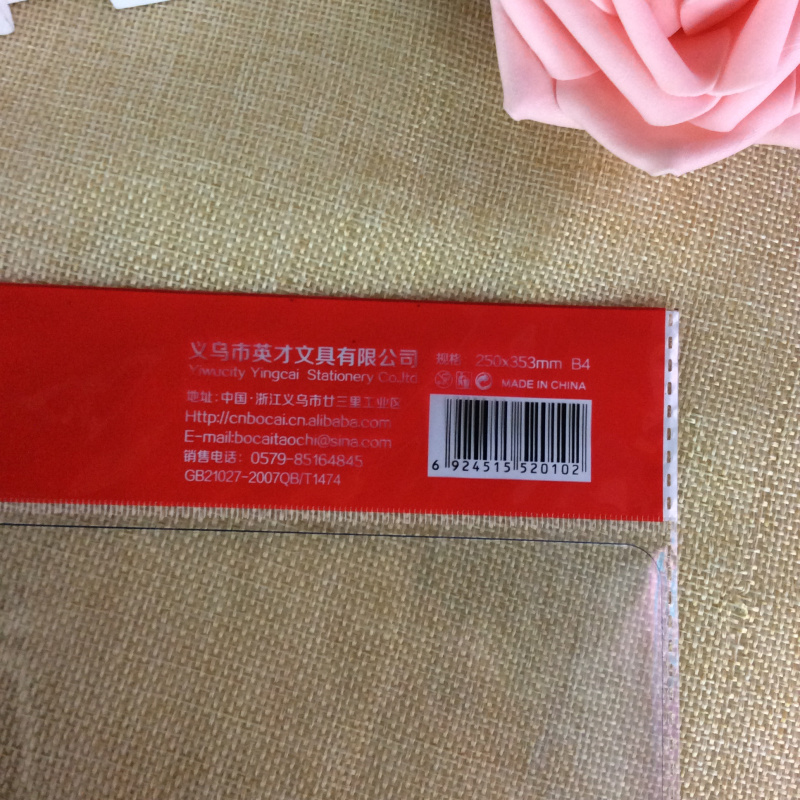 义乌市英才文具有限公司
Yiwucity Yingcai Stationery Co.ltd
地址:中国·浙江义乌市廿三里工业区
Http://cnbocai.cn.alibaba.com
E-mail:bocaitaochi@sina.com
销售电话: 0579-85164845
GB21027-2007QB/T1474
规格: 250x353mm B4
MADE IN CHINA
6 924515 520102